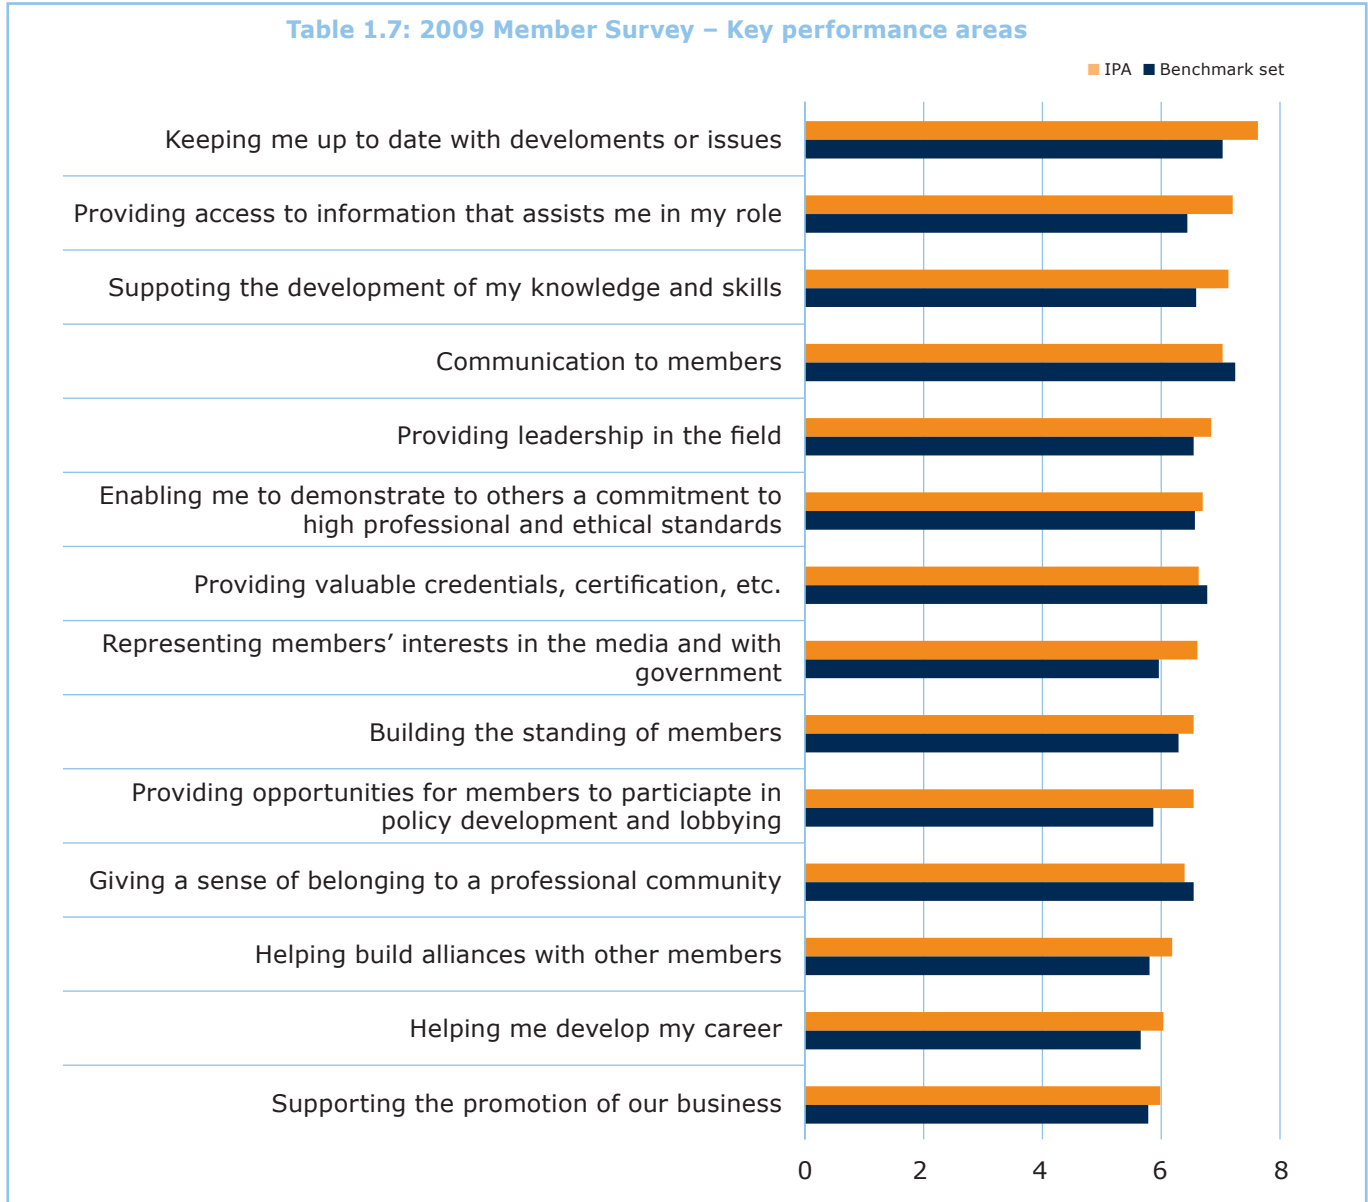 Table 1.7: 2009 Member Survey – Key performance areas
IPA Benchmark set
Keeping me up to date with develoments or issues
Providing access to information that assists me in my role
Suppoting the development of my knowledge and skills
Communication to members
Providing leadership in the field
Enabling me to demonstrate to others a commitment to
high professional and ethical standards
Providing valuable credentials, certification, etc.
Representing members’ interests in the media and with
government
Building the standing of members
Providing opportunities for members to particiapte in
policy development and lobbying
Giving a sense of belonging to a professional community
Helping build alliances with other members
Helping me develop my career
Supporting the promotion of our business
0 2 4 6 8